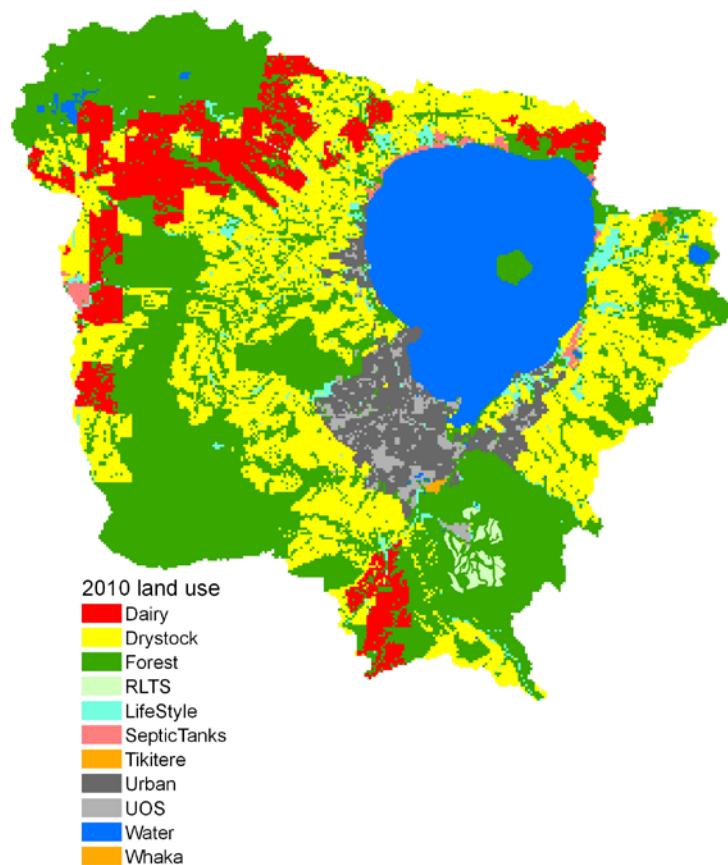 2010 land use
Dairy
Drystock
Forest
RLTS
LifeStyle
SepticTanks
Tikitere
Urban
UOS
Water
Whaka